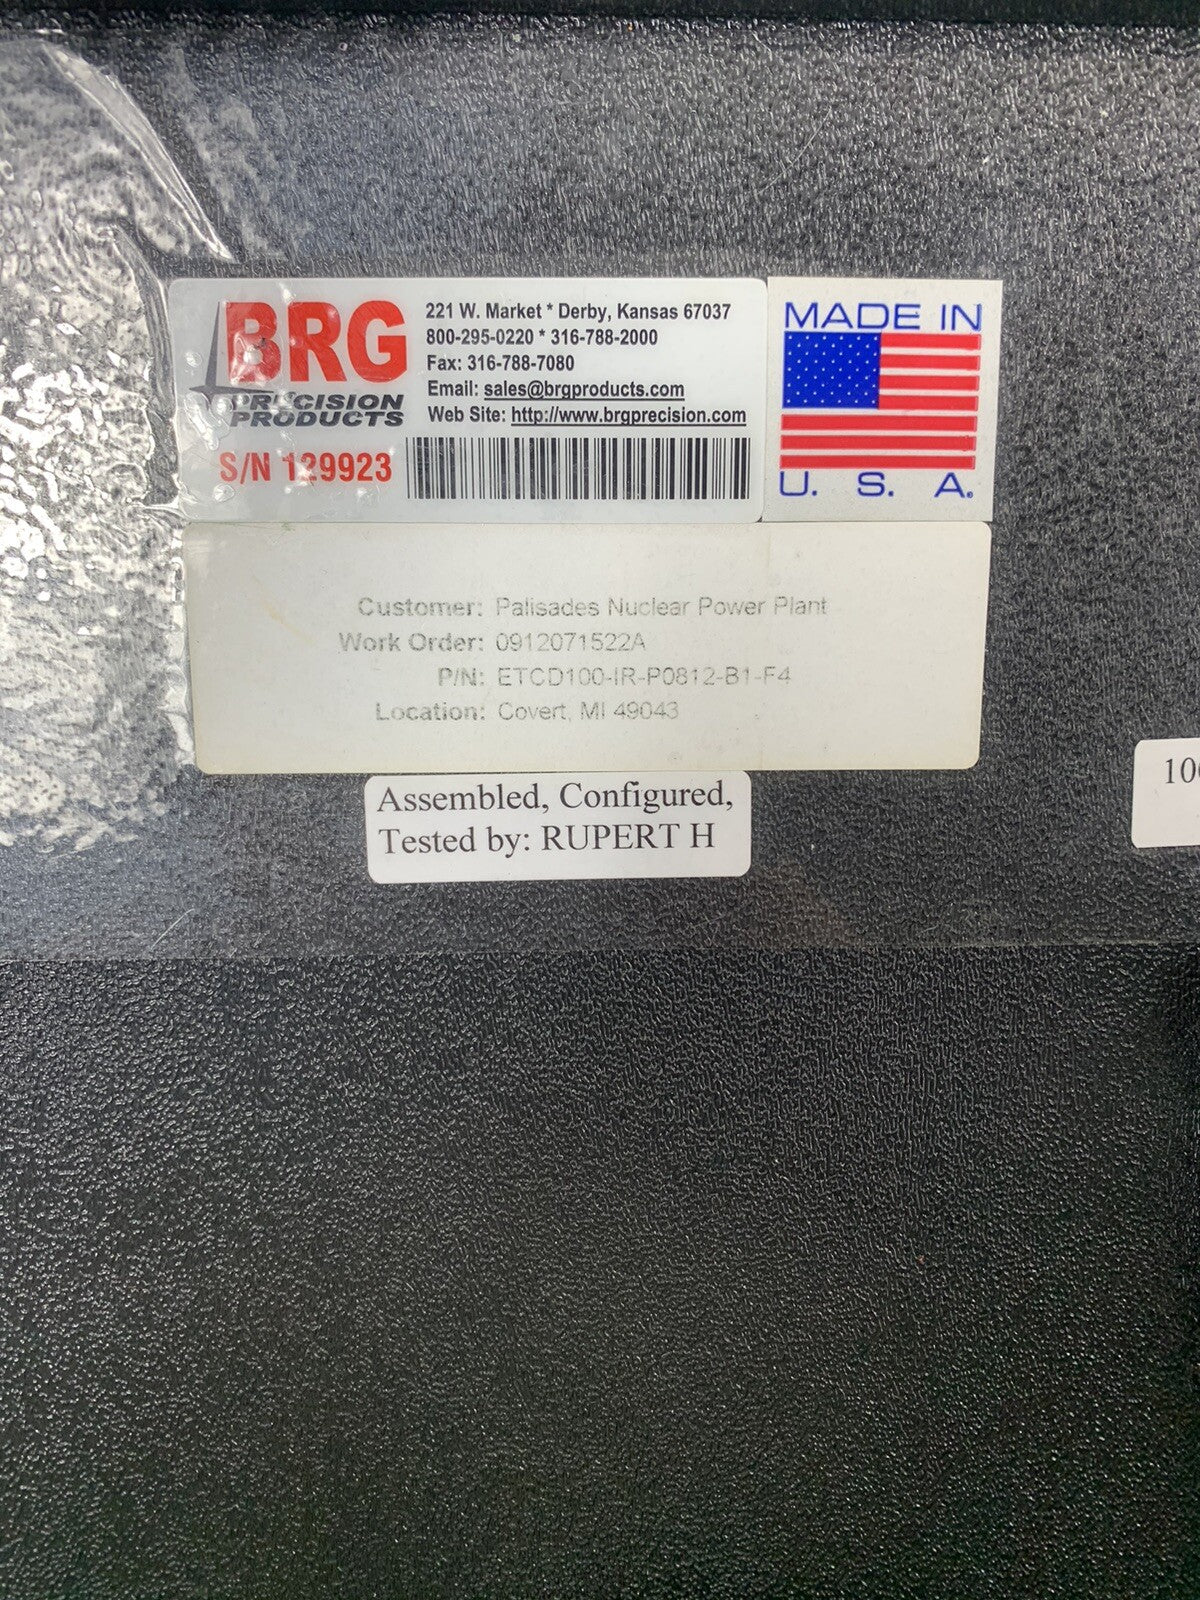 BRG
PRECISION
PRODUCTS
221 W. Market * Derby, Kansas 67037
800-295-0220 * 316-788-2000
Fax: 316-788-7080
Email: sales@brgproducts.com
Web Site: http://www.brgprecision.com
S/N 129923
MADE IN
U. S. A.
Customer: Palisades Nuclear Power Plant
Work Order: 0912071522A
P/N: ETCD100-IR-P0812-B1-F4
Location: Covert, MI 49043
Assembled, Configured,
Tested by: RUPERT H